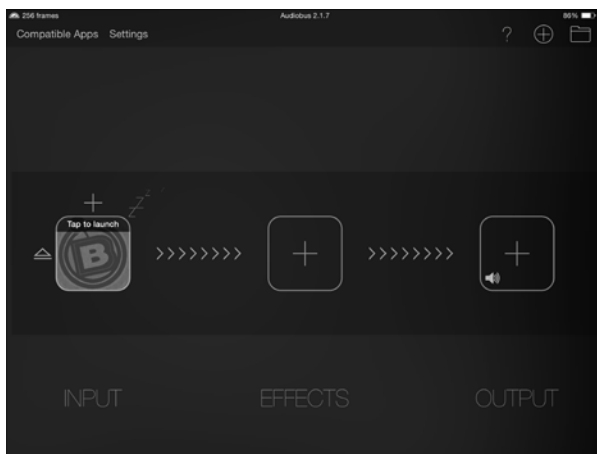 256 frames
Audiobus 2.1.7
86%
Compatible Apps Settings
?
Tap to launch
B
INPUT
EFFECTS
OUTPUT